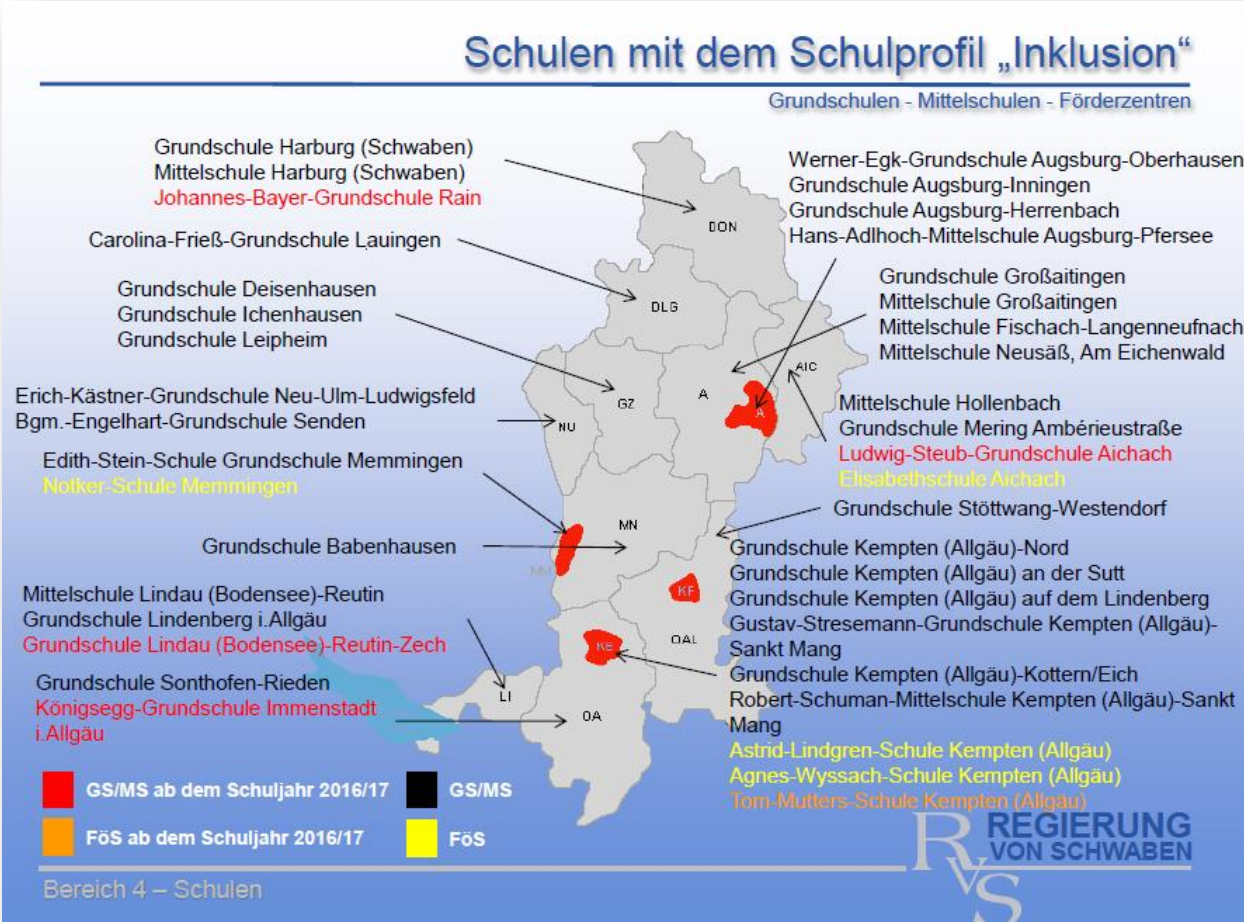 Schulen mit dem Schulprofil „Inklusion“
Grundschulen - Mittelschulen - Förderzentren
Grundschule Harburg (Schwaben)
Mittelschule Harburg (Schwaben)
Johannes-Bayer-Grundschule Rain
Carolina-Frieß-Grundschule Lauingen
Grundschule Deisenhausen
Grundschule Ichenhausen
Grundschule Leipheim
Erich-Kästner-Grundschule Neu-Ulm-Ludwigsfeld
Bgm.-Engelhart-Grundschule Senden
Edith-Stein-Schule Grundschule Memmingen
Notker-Schule Memmingen
Grundschule Babenhausen
Mittelschule Lindau (Bodensee)-Reutin
Grundschule Lindenberg i.Allgäu
Grundschule Lindau (Bodensee)-Reutin-Zech
Grundschule Sonthofen-Rieden
Königsegg-Grundschule Immenstadt
i.Allgäu
DON
DLG
A
AIC
GZ
A
NU
MN
MM
KF
OAL
KE
LI
OA
Werner-Egk-Grundschule Augsburg-Oberhausen
Grundschule Augsburg-Inningen
Grundschule Augsburg-Herrenbach
Hans-Adlhoch-Mittelschule Augsburg-Pfersee
Grundschule Großaitingen
Mittelschule Großaitingen
Mittelschule Fischach-Langenneufnach
Mittelschule Neusäß, Am Eichenwald
Mittelschule Hollenbach
Grundschule Mering Ambérieustraße
Ludwig-Steub-Grundschule Aichach
Elisabethschule Aichach
Grundschule Stöttwang-Westendorf
Grundschule Kempten (Allgäu)-Nord
Grundschule Kempten (Allgäu) an der Sutt
Grundschule Kempten (Allgäu) auf dem Lindenberg
Gustav-Stresemann-Grundschule Kempten (Allgäu)-
Sankt Mang
Grundschule Kempten (Allgäu)-Kottern/Eich
Robert-Schuman-Mittelschule Kempten (Allgäu)-Sankt
Mang
Astrid-Lindgren-Schule Kempten (Allgäu)
Agnes-Wyssach-Schule Kempten (Allgäu)
Tom-Mutters-Schule Kempten (Allgäu)
GS/MS ab dem Schuljahr 2016/17
GS/MS
FöS ab dem Schuljahr 2016/17
FöS
RVS
REGIERUNG
VON SCHWABEN
Bereich 4 – Schulen